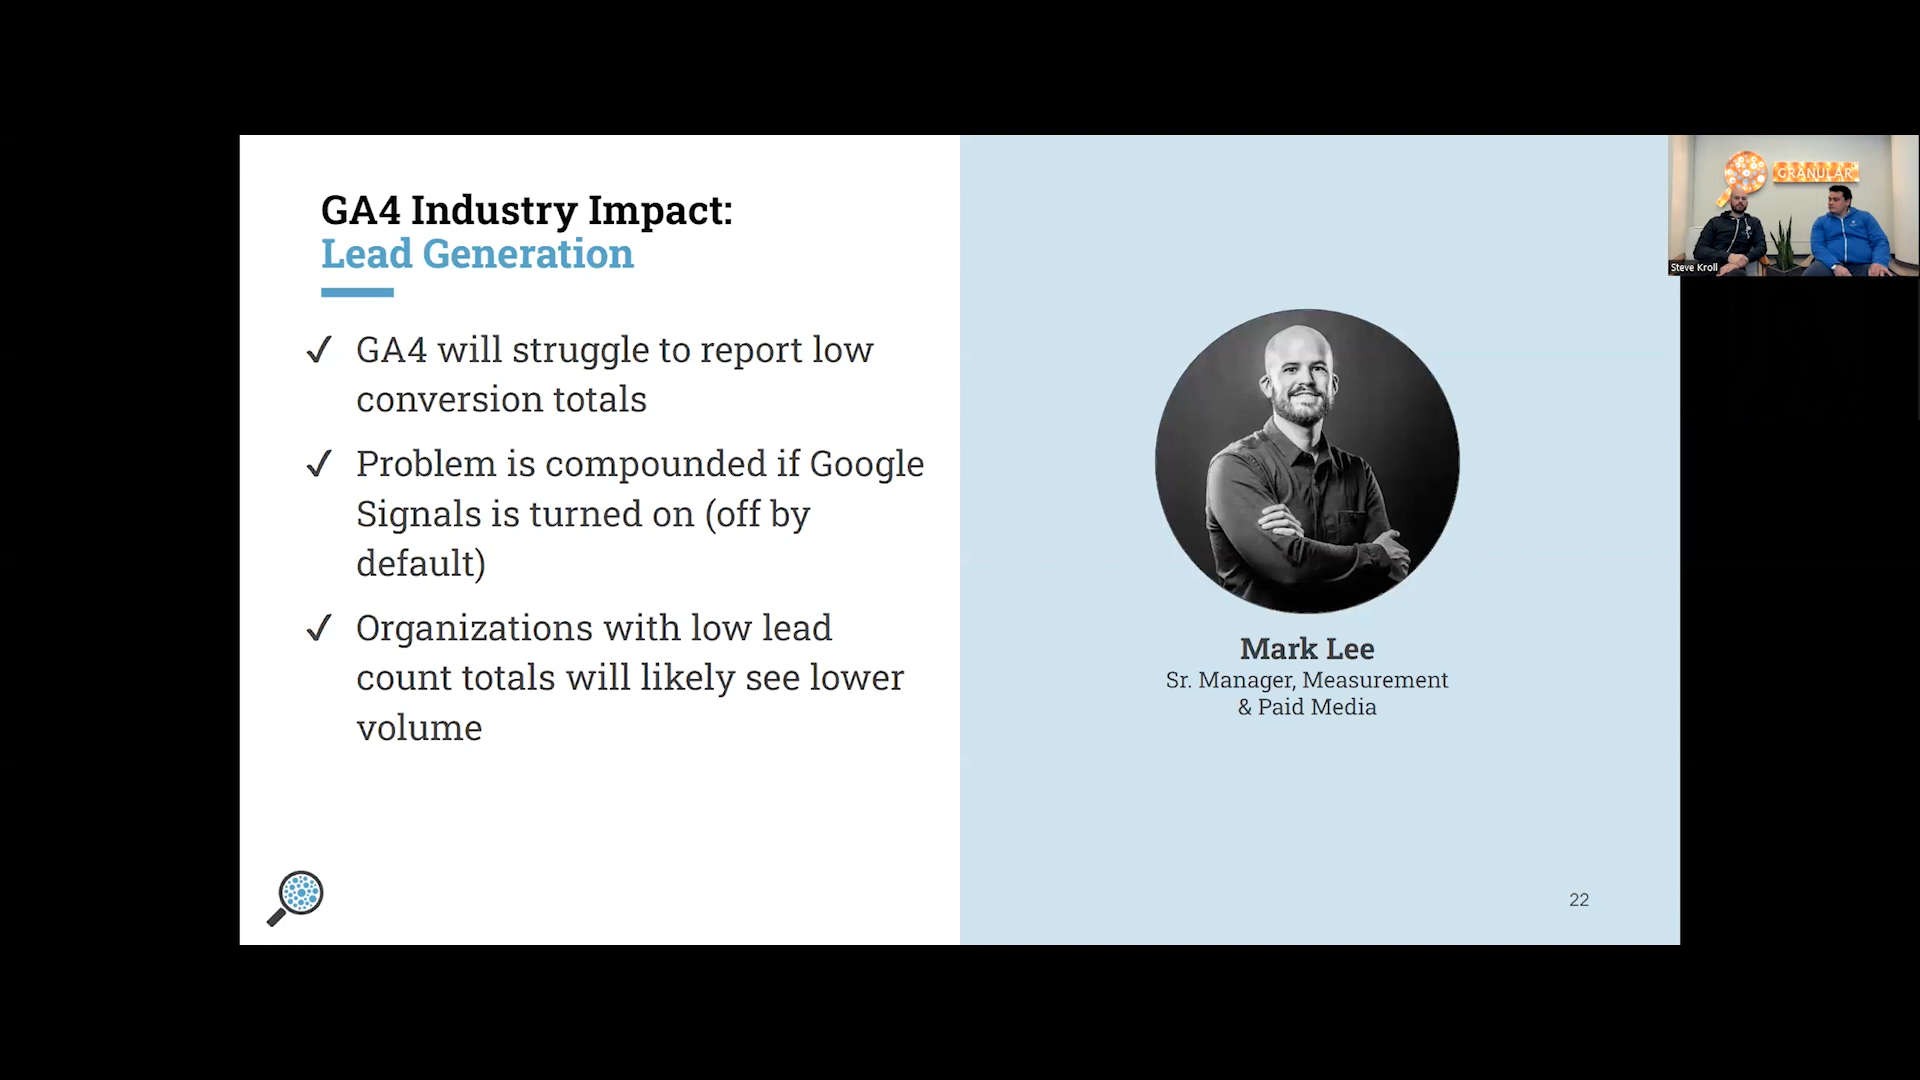 GA4 Industry Impact:
Lead Generation
✓ GA4 will struggle to report low
conversion totals
✓ Problem is compounded if Google
Signals is turned on (off by
default)
✓ Organizations with low lead
count totals will likely see lower
volume
Mark Lee
Sr. Manager, Measurement
& Paid Media
22
GRANULAR
Steve Kroll